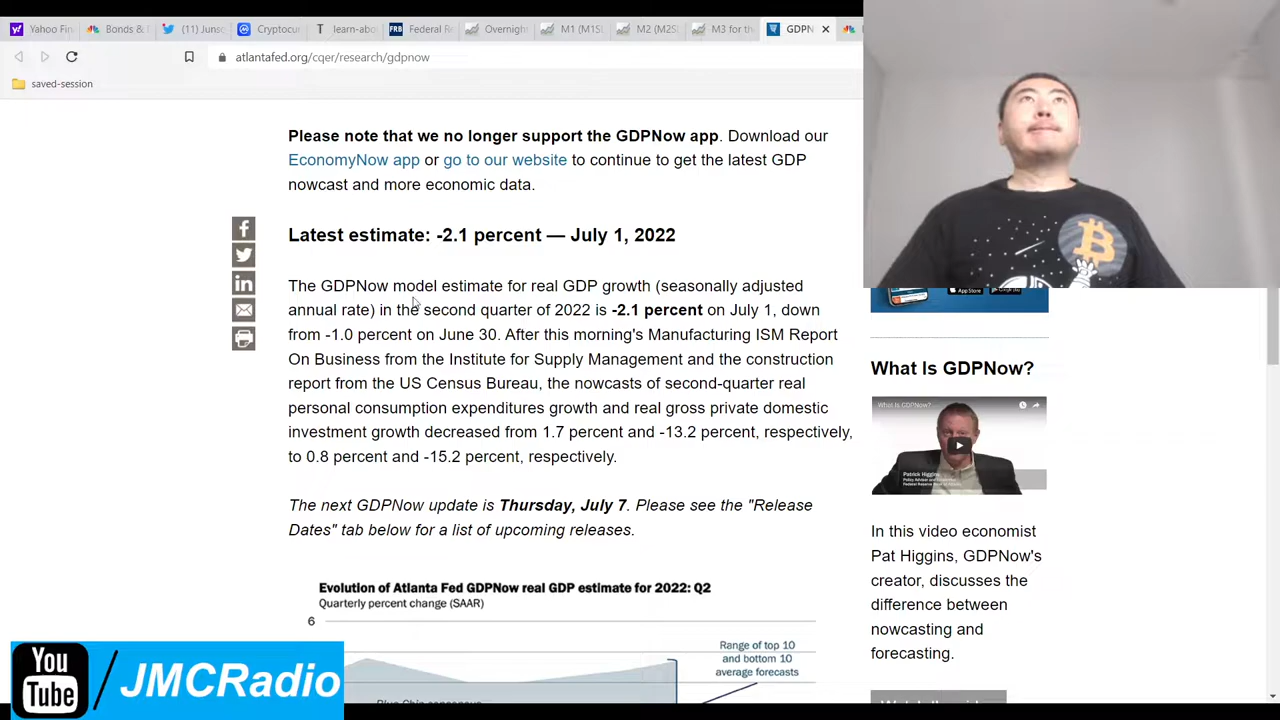 Yahoo Fin
Bonds &
(11) Junso
Cryptocur
learn-abo
Federal R
Overnigh
M1 (M1S
M2 (M2S
M3 for th
GDPN
atlantafed.org/cqer/research/gdpnow
saved-session
Please note that we no longer support the GDPNow app. Download our
EconomyNow app or go to our website to continue to get the latest GDP
nowcast and more economic data.
Latest estimate: -2.1 percent — July 1, 2022
The GDPNow model estimate for real GDP growth (seasonally adjusted
annual rate) in the second quarter of 2022 is -2.1 percent on July 1, down
from -1.0 percent on June 30. After this morning's Manufacturing ISM Report
On Business from the Institute for Supply Management and the construction
report from the US Census Bureau, the nowcasts of second-quarter real
personal consumption expenditures growth and real gross private domestic
investment growth decreased from 1.7 percent and -13.2 percent, respectively,
to 0.8 percent and -15.2 percent, respectively.
The next GDPNow update is Thursday, July 7. Please see the "Release
Dates" tab below for a list of upcoming releases.
Evolution of Atlanta Fed GDPNow real GDP estimate for 2022: Q2
Quarterly percent change (SAAR)
6
Range of top 10
and bottom 10
average forecasts
Blue Chip consensus
App Store
Google Play
What Is GDPNow?
What Is GDPNow?
Patrick Higgins
In this video economist
Pat Higgins, GDPNow's
creator, discusses the
difference between
nowcasting and
forecasting.
You
Tube
/JMCRadio